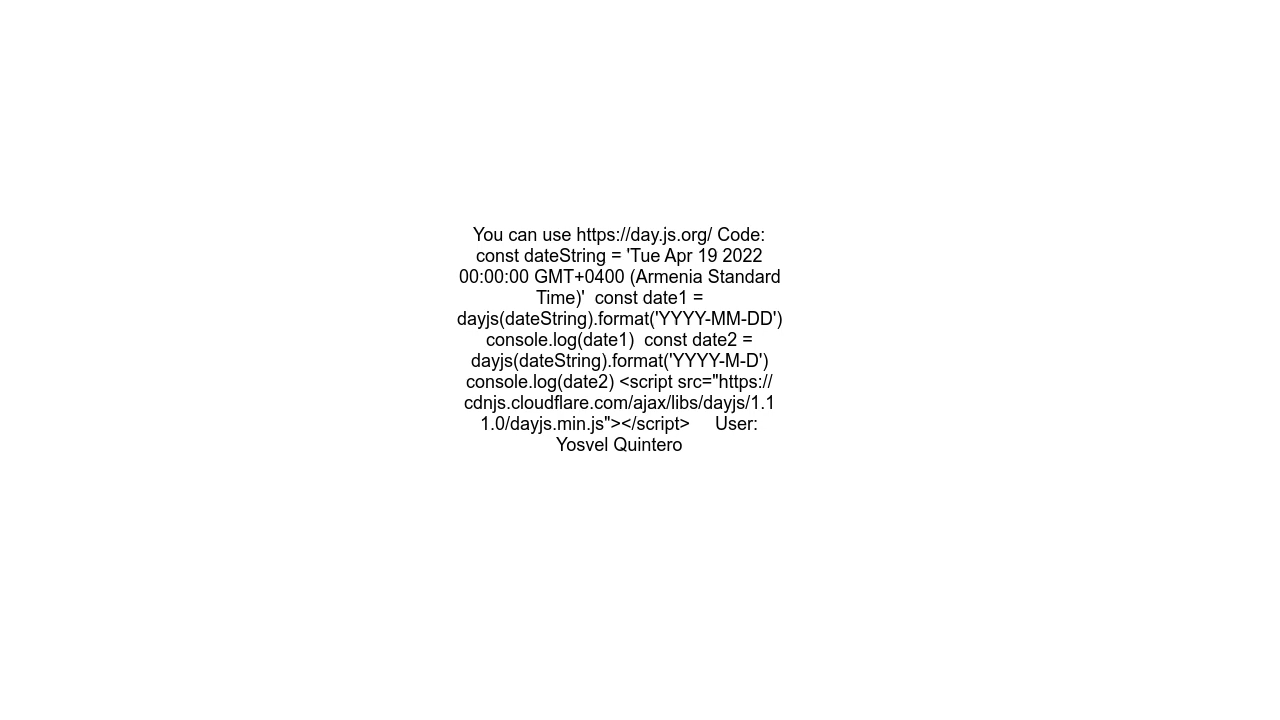 You can use https://day.js.org/ Code:
const dateString = 'Tue Apr 19 2022
00:00:00 GMT+0400 (Armenia Standard
Time)'  const date1 =
dayjs(dateString).format('YYYY-MM-DD')
console.log(date1)  const date2 =
dayjs(dateString).format('YYYY-M-D')
console.log(date2) <script src="https://
cdnjs.cloudflare.com/ajax/libs/dayjs/1.1
1.0/dayjs.min.js"></script>     User:
Yosvel Quintero